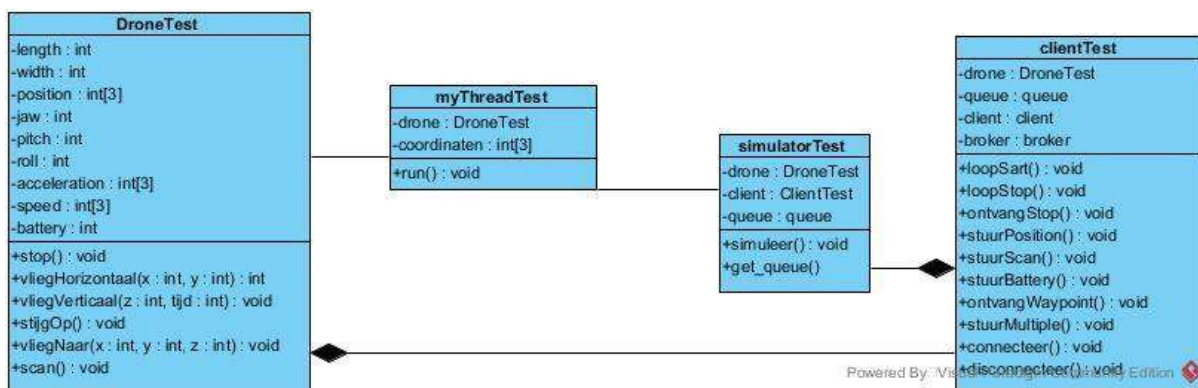 DroneTest
-length : int
-width : int
-position : int[3]
-jaw : int
-pitch : int
-roll : int
-acceleration : int[3]
-speed : int[3]
-battery : int
+stop() : void
+vliegHorizontaal(x : int, y : int) : int
+vliegVerticaal(z : int, tijd : int) : void
+stijgOp() : void
+vliegNaar(x : int, y : int, z : int) : void
+scan() : void
myThreadTest
-drone : DroneTest
-coordinaten : int[3]
+run() : void
simulatorTest
-drone : DroneTest
-client : ClientTest
-queue : queue
+simuleer() : void
+get_queue()
clientTest
-drone : DroneTest
-queue : queue
-client : client
-broker : broker
+loopSart() : void
+loopStop() : void
+ontvangStop() : void
+stuurPosition() : void
+stuurScan() : void
+stuurBattery() : void
+ontvangWaypoint() : void
+stuurMultiple() : void
+connecteer() : void
+disconnecteer() : void
Powered By Visual Paradigm Community Edition